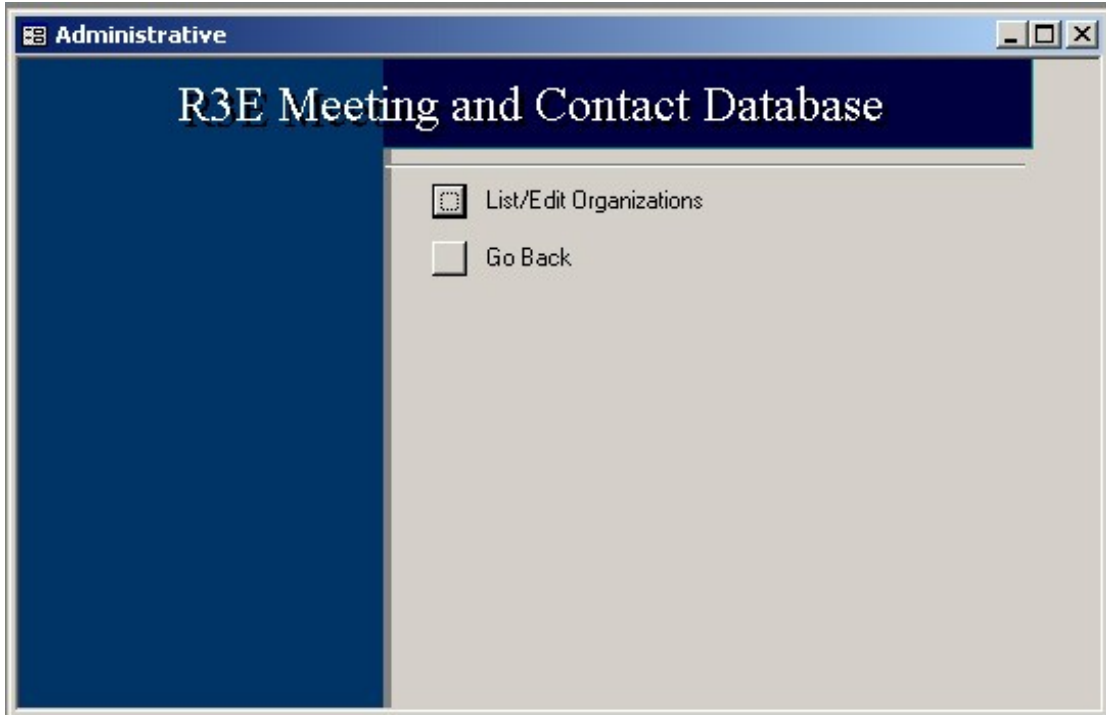 Administrative
R3E Meeting and Contact Database
List/Edit Organizations
Go Back